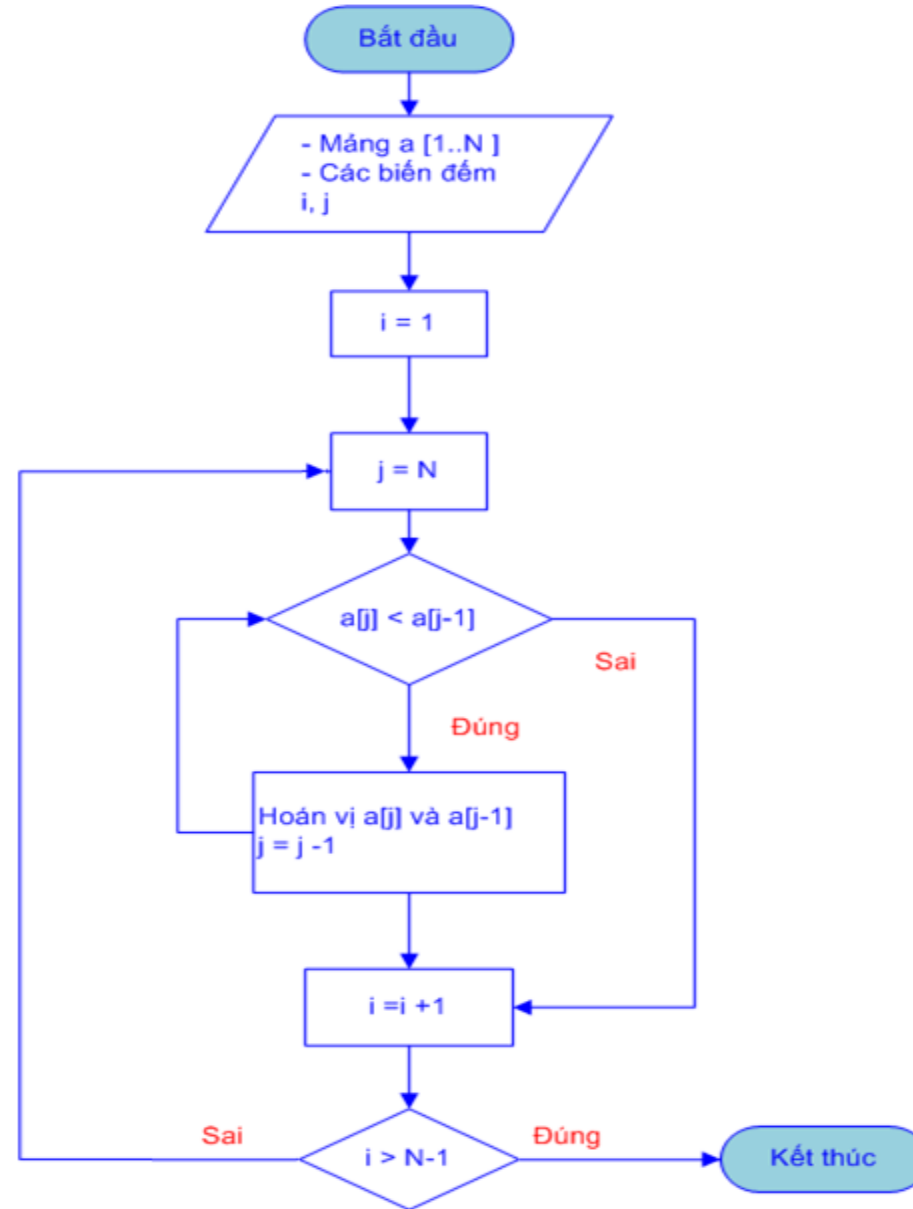 Bắt đầu
- Máng a [1..N ]
- Các biến đếm
i, j
i = 1
j = N
a[j] < a[j-1]
Sai
Đúng
Hoán vị a[j] và a[j-1]
j = j -1
i =i +1
Sai
i > N-1
Đúng
Kết thúc